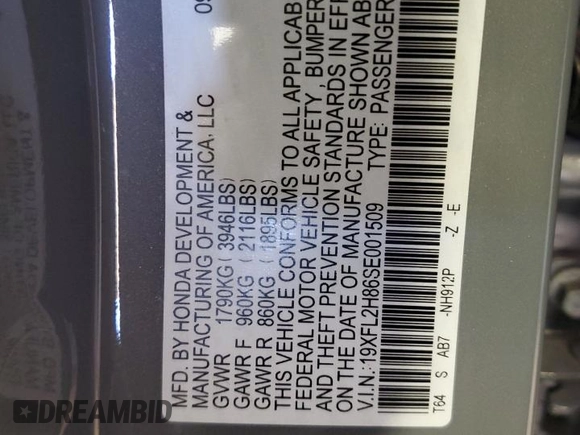 09
MFD. BY HONDA DEVELOPMENT &
MANUFACTURING OF AMERICA, LLC
GVWR 1790KG ( 3946LBS)
GAWR F 960KG ( 2116LBS)
GAWR R 860KG ( 1895LBS)
THIS VEHICLE CONFORMS TO ALL APPLICAB
FEDERAL MOTOR VEHICLE SAFETY, BUMPER
AND THEFT PREVENTION STANDARDS IN EFF
ON THE DATE OF MANUFACTURE SHOWN AB
V.I.N.: 19XFL2H86SE001509 TYPE: PASSENGER
T64 S AB7 -NH912P -Z -E
DREAMBID